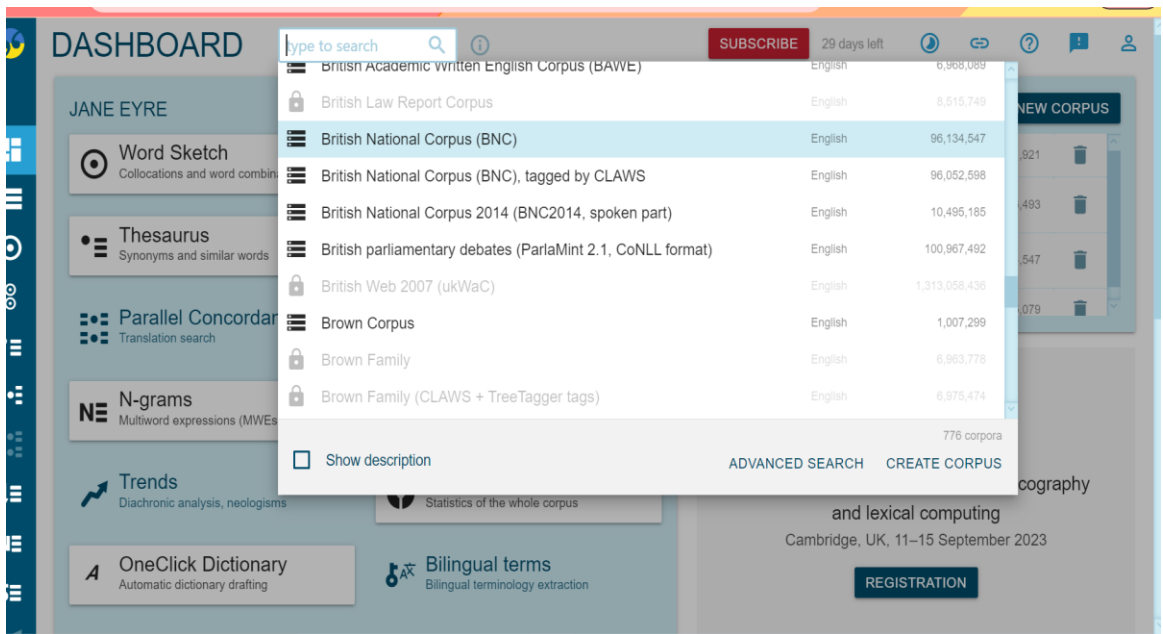 DASHBOARD
type to search
SUBSCRIBE
29 days left
JANE EYRE
NEW CORPUS
British Academic Written English Corpus (BAWE) English 6,968,089
British Law Report Corpus English 8,515,749
British National Corpus (BNC) English 96,134,547
British National Corpus (BNC), tagged by CLAWS English 96,052,598
British National Corpus 2014 (BNC2014, spoken part) English 10,495,185
British parliamentary debates (ParlaMint 2.1, CoNLL format) English 100,967,492
British Web 2007 (ukWaC) English 1,313,058,436
Brown Corpus English 1,007,299
Brown Family English 6,963,778
Brown Family (CLAWS + TreeTagger tags) English 6,975,474
776 corpora
Show description
ADVANCED SEARCH CREATE CORPUS
,921
,493
,547
,079
Word Sketch
Collocations and word combin
Thesaurus
Synonyms and similar words
Parallel Concordan
Translation search
N-grams
Multiword expressions (MWEs
Trends
Diachronic analysis, neologisms
Statistics of the whole corpus
OneClick Dictionary
Automatic dictionary drafting
Bilingual terms
Bilingual terminology extraction
cography
and lexical computing
Cambridge, UK, 11–15 September 2023
REGISTRATION